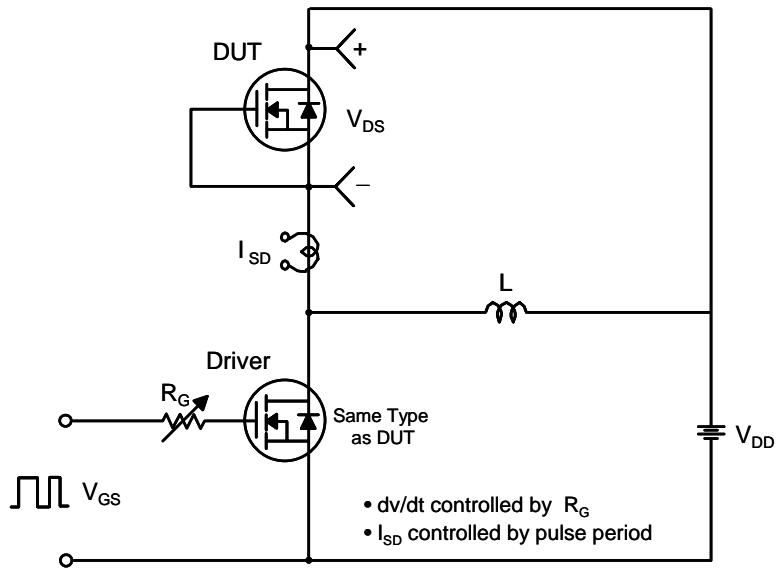 DUT
+
V_DS
–
I_SD
L
Driver
R_G
Same Type
as DUT
V_DD
V_GS
• dv/dt controlled by R_G
• I_SD controlled by pulse period